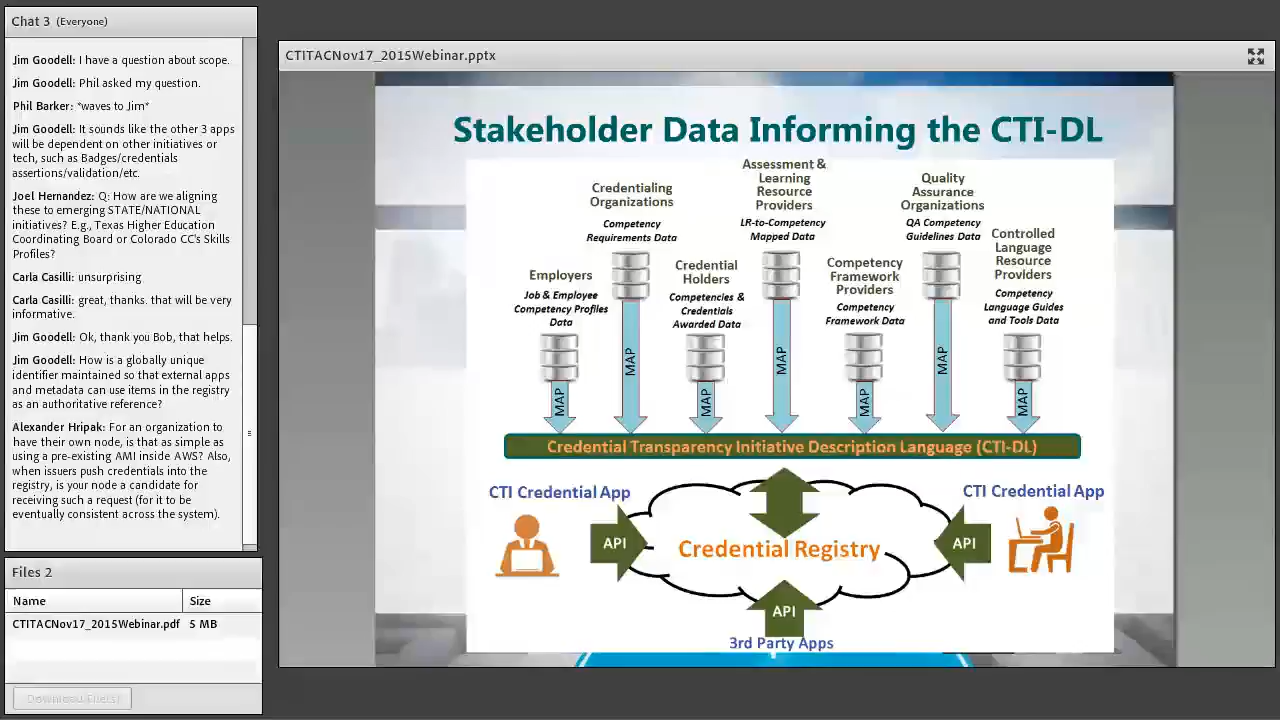 Chat 3 (Everyone)
Jim Goodell: I have a question about scope.
Jim Goodell: Phil asked my question.
Phil Barker: *waves to Jim*
Jim Goodell: It sounds like the other 3 apps
will be dependent on other initiatives or
tech, such as Badges/credentials
assertions/validation/etc.
Joel Hernandez: Q: How are we aligning
these to emerging STATE/NATIONAL
initiatives? E.g., Texas Higher Education
Coordinating Board or Colorado CC's Skills
Profiles?
Carla Casilli: unsurprising
Carla Casilli: great, thanks. that will be very
informative.
Jim Goodell: Ok, thank you Bob, that helps.
Jim Goodell: How is a globally unique
identifier maintained so that external apps
and metadata can use items in the registry
as an authoritative reference?
Alexander Hripak: For an organization to
have their own node, is that as simple as
using a pre-made AWS? Also,
when issuers push credentials into the
registry, is your node a candidate for
receiving such a request (for it to be
eventually consistent across the system).
Files 2
Name Size
CTITACNov17_2015Webinar.pdf 5 MB
Download File(s)
CTITACNov17_2015Webinar.pptx
Stakeholder Data Informing the CTI-DL
Employers
Job & Employee
Competency Profiles
Data
MAP
Credentialing
Organizations
Competency
Requirements Data
MAP
Credential
Holders
Competencies &
Credentials
Awarded Data
MAP
Assessment &
Learning
Resource
Providers
LR-to-Competency
Mapped Data
MAP
Competency
Framework
Providers
Competency
Framework Data
MAP
Quality
Assurance
Organizations
QA Competency
Guidelines Data
MAP
Controlled
Language
Resource
Providers
Competency
Language Guides
and Tools Data
MAP
Credential Transparency Initiative Description Language (CTI-DL)
CTI Credential App
API
Credential Registry
CTI Credential App
API
API
3rd Party Apps